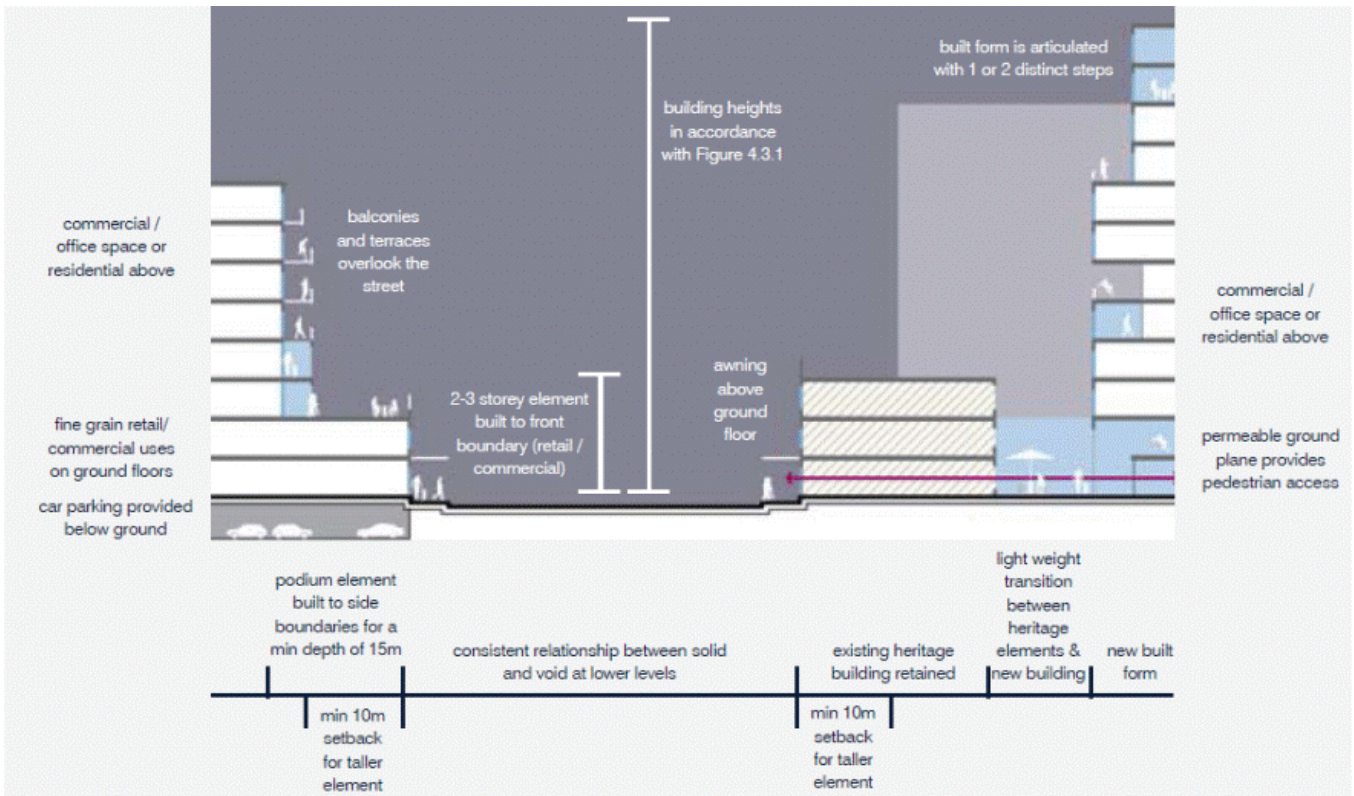 built form is articulated
with 1 or 2 distinct steps
building heights
in accordance
with Figure 4.3.1
commercial /
office space or
residential above
balconies
and terraces
overlook the
street
commercial /
office space or
residential above
awning
above
ground
floor
2-3 storey element
built to front
boundary (retail /
commercial)
fine grain retail/
commercial uses
on ground floors
permeable ground
plane provides
pedestrian access
car parking provided
below ground
podium element
built to side
boundaries for a
min depth of 15m
consistent relationship between solid
and void at lower levels
existing heritage
building retained
light weight
transition
between
heritage
elements &
new building
new built
form
min 10m
setback
for taller
element
min 10m
setback
for taller
element